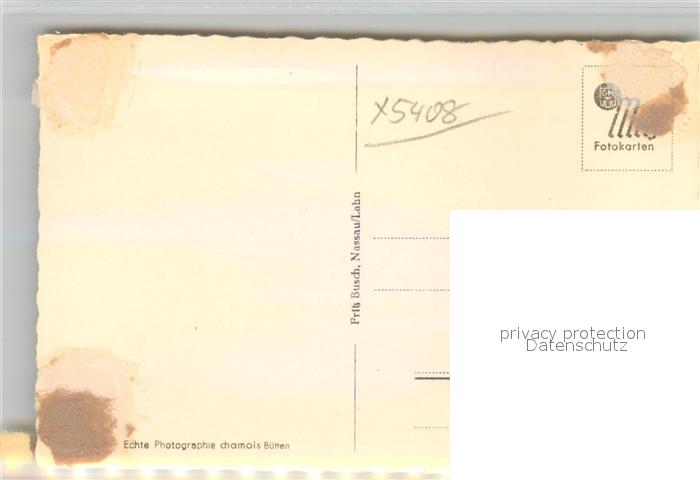 x5408
Fotokarten
Fritz Busch, Nassau/Lahn
privacy protection
Datenschutz
Echte Photographie chamois Bütten